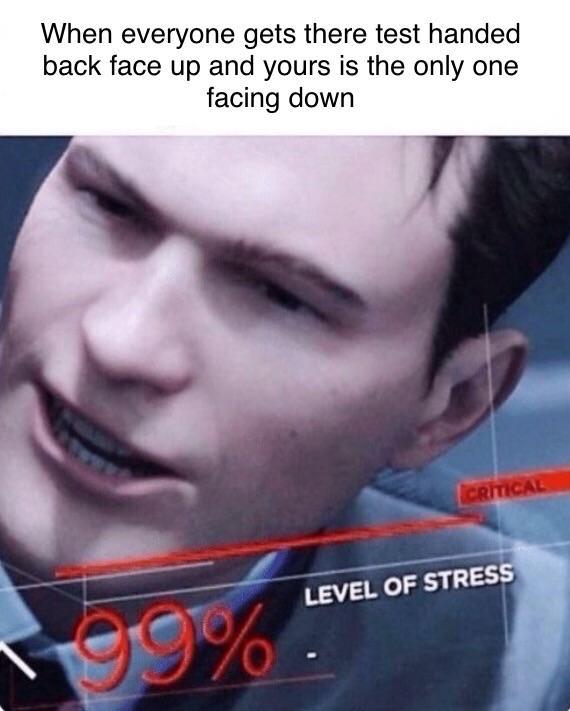 When everyone gets there test handed
back face up and yours is the only one
facing down
CRITICAL
LEVEL OF STRESS
99%